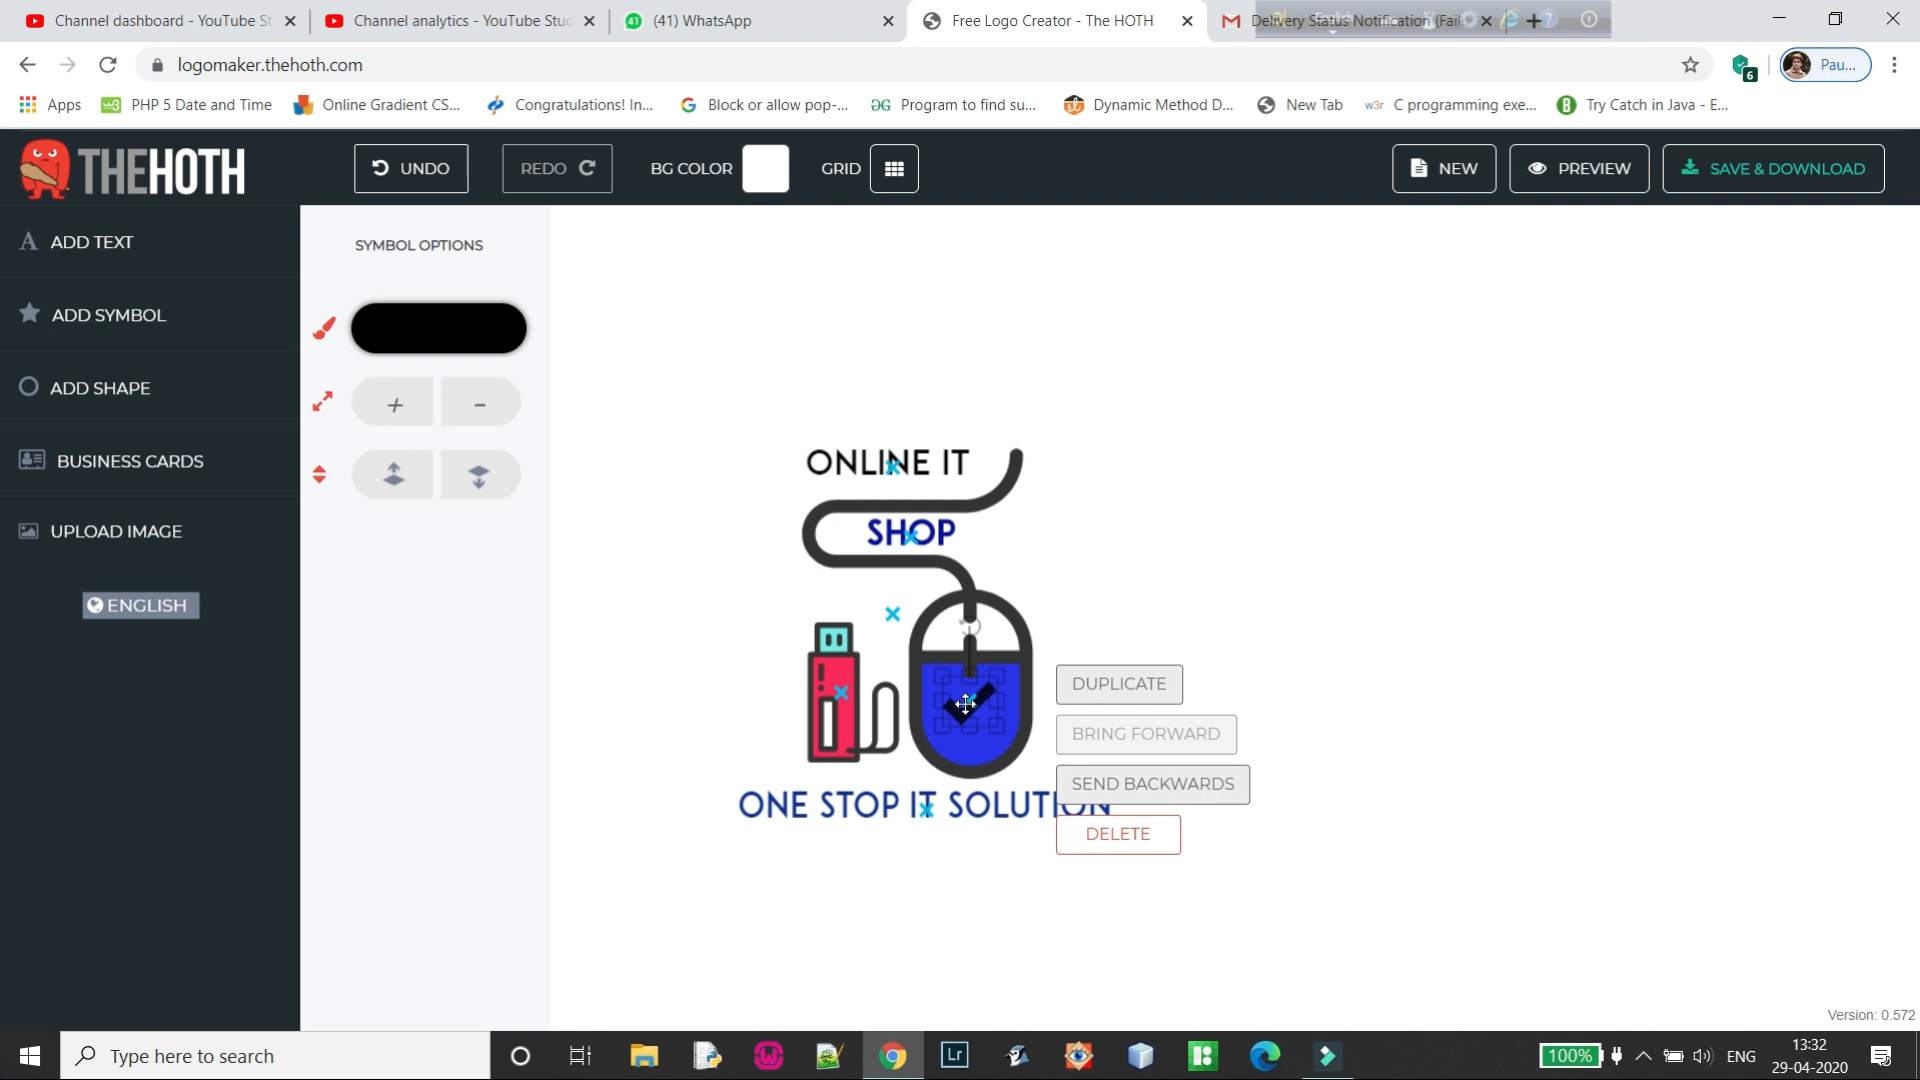 Channel dashboard - YouTube St
Channel analytics - YouTube Stud
(41) WhatsApp
Free Logo Creator - The HOTH
Delivery Status Notification (Fail
logomaker.thehoth.com
6
Pau...
Apps
PHP 5 Date and Time
Online Gradient CS...
Congratulations! In...
Block or allow pop-...
Program to find su...
Dynamic Method D...
New Tab
C programming exe...
Try Catch in Java - E...
THEHOTH
UNDO
REDO
BG COLOR
GRID
NEW
PREVIEW
SAVE & DOWNLOAD
ADD TEXT
ADD SYMBOL
ADD SHAPE
BUSINESS CARDS
UPLOAD IMAGE
ENGLISH
SYMBOL OPTIONS
+ -
ONLINE IT
SHOP
ONE STOP IT SOLUTION
DUPLICATE
BRING FORWARD
SEND BACKWARDS
DELETE
Version: 0.572
Type here to search
Lr
100%
ENG
13:32
29-04-2020